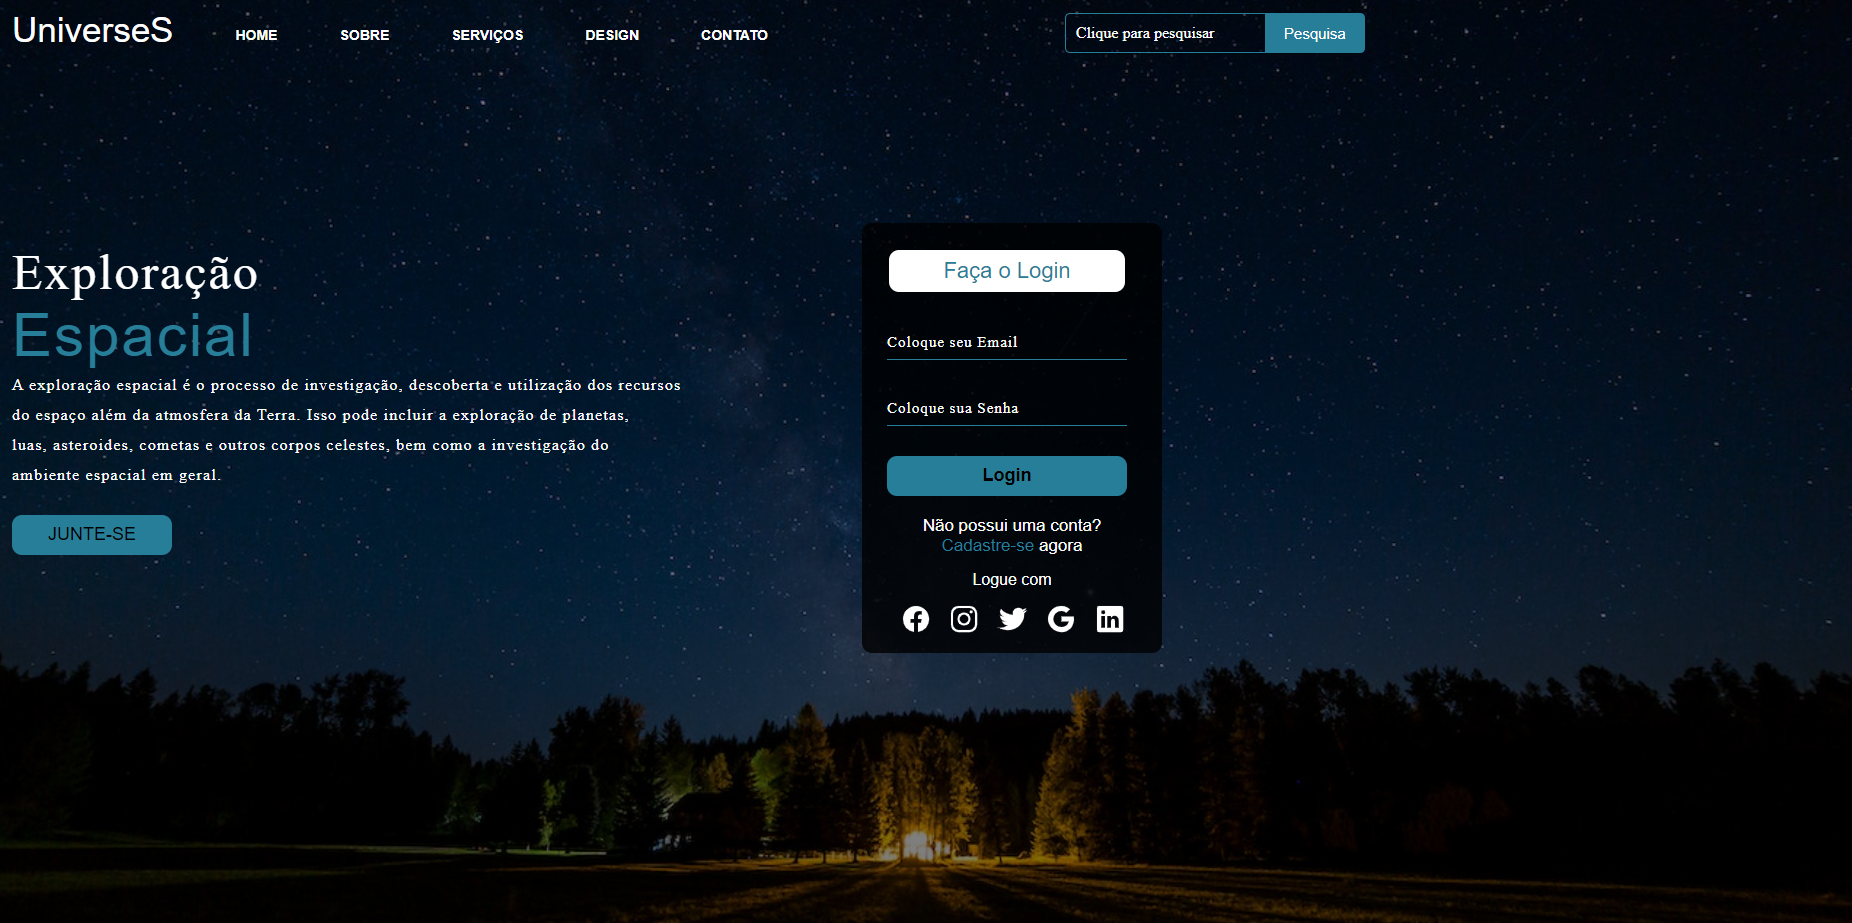 UniverseS
HOME
SOBRE
SERVIÇOS
DESIGN
CONTATO
Clique para pesquisar
Pesquisa
Exploração
Espacial
A exploração espacial é o processo de investigação, descoberta e utilização dos recursos
do espaço além da atmosfera da Terra. Isso pode incluir a exploração de planetas,
luas, asteroides, cometas e outros corpos celestes, bem como a investigação do
ambiente espacial em geral.
JUNTE-SE
Faça o Login
Coloque seu Email
Coloque sua Senha
Login
Não possui uma conta?
Cadastre-se agora
Logue com